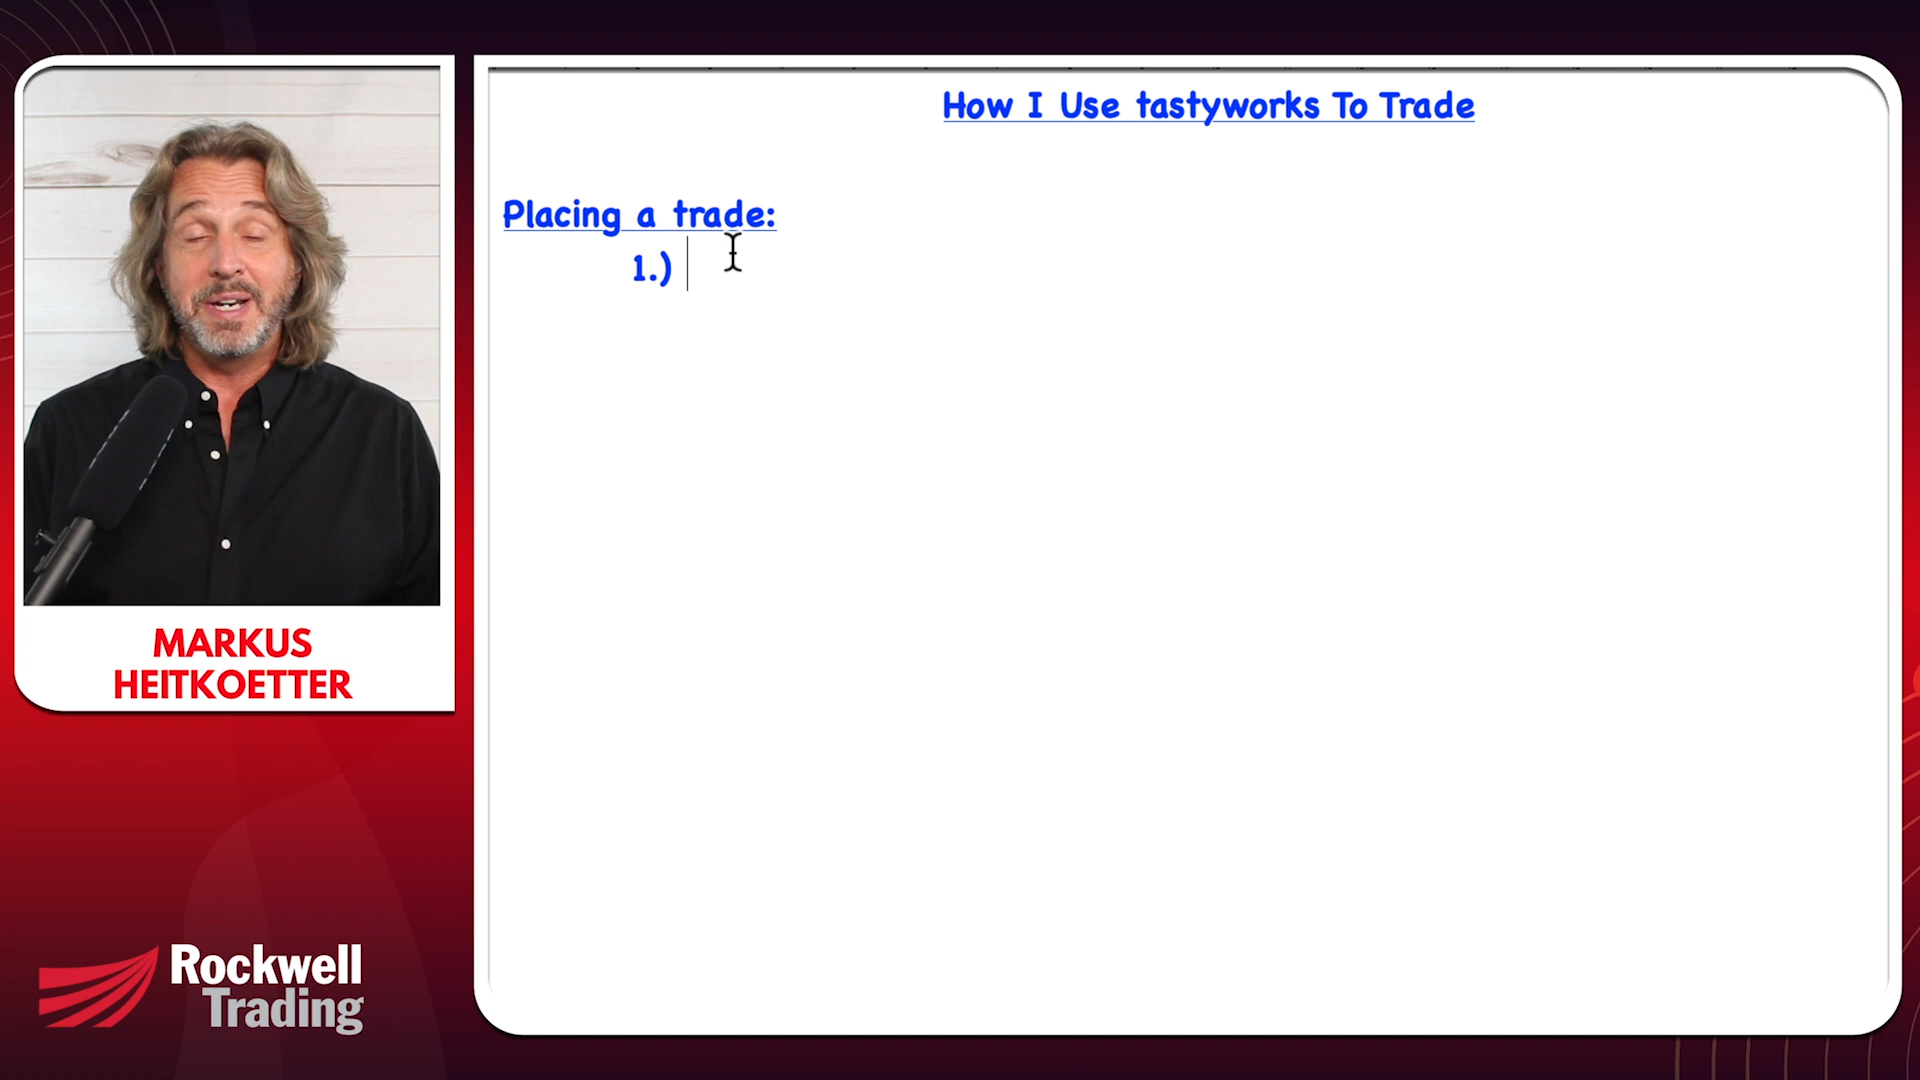 How I Use tastyworks To Trade
Placing a trade:
1.)
MARKUS
HEITKOETTER
Rockwell
Trading